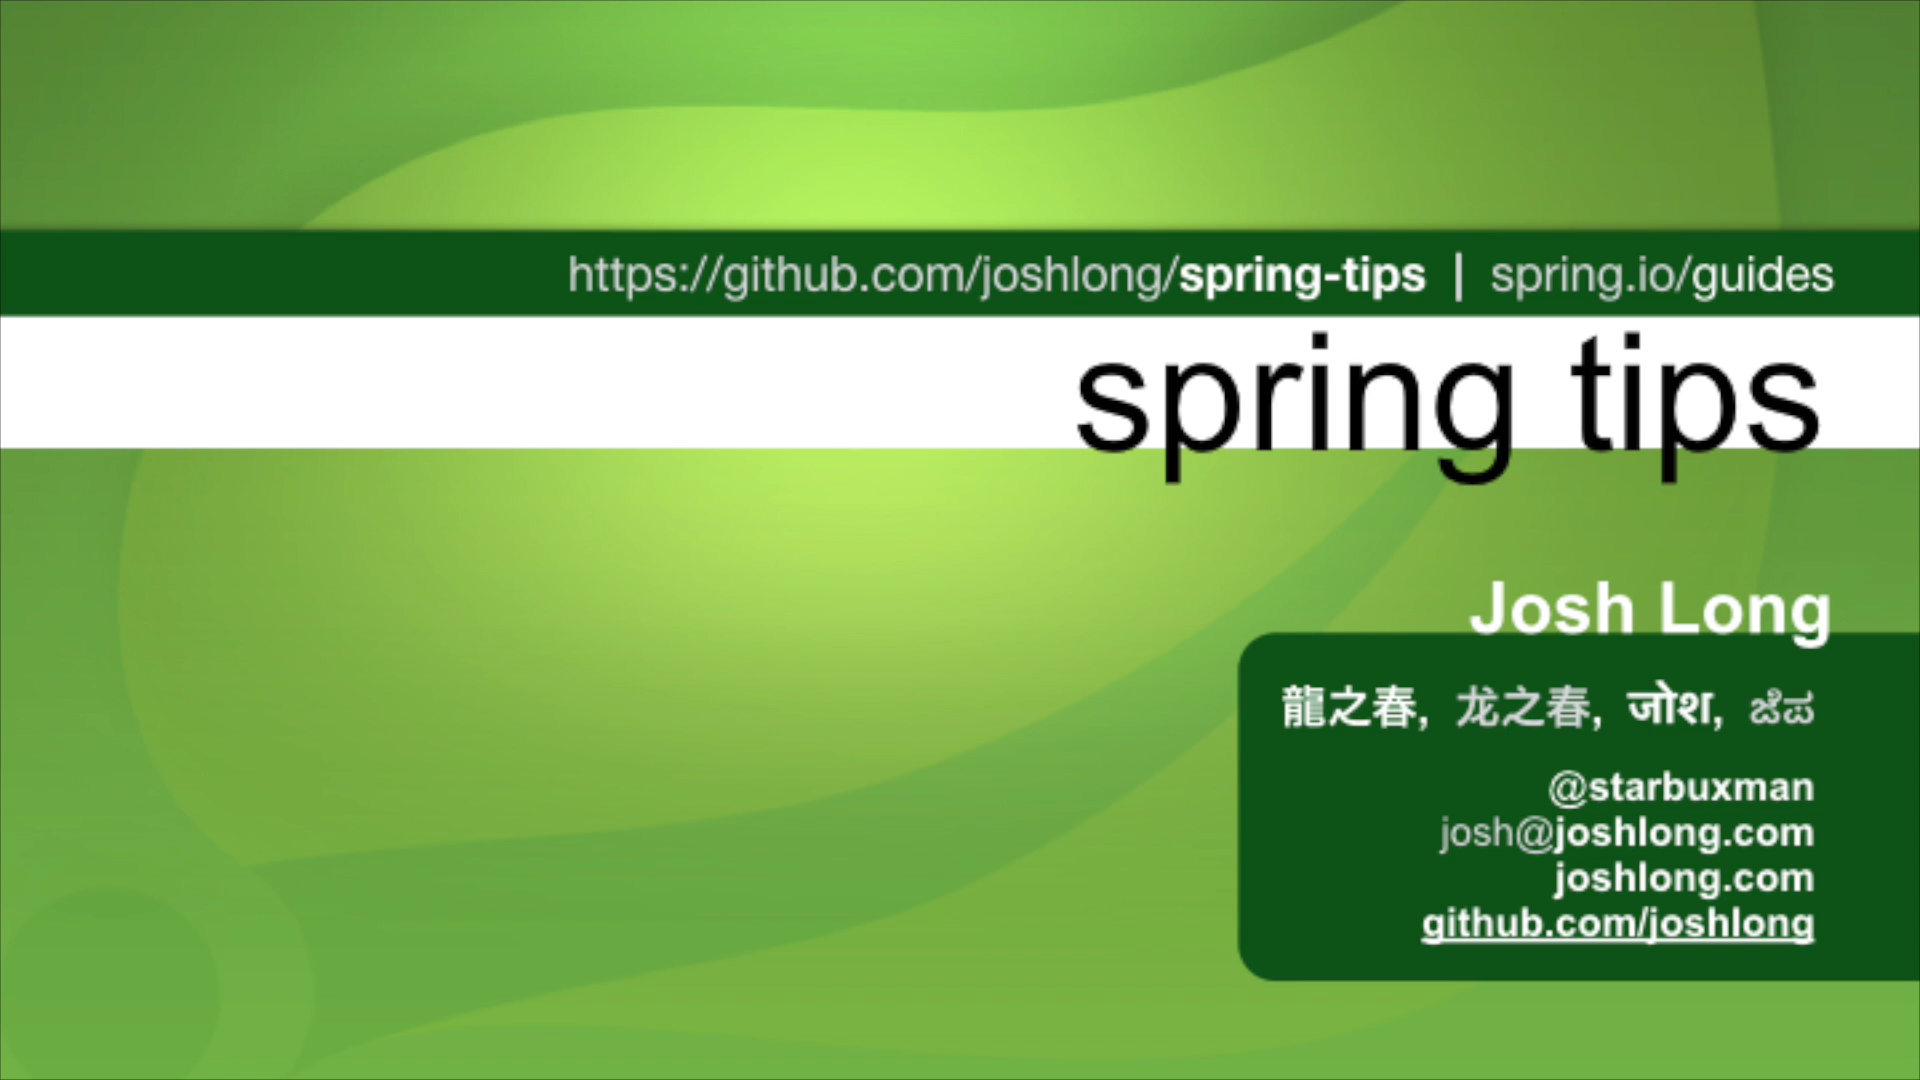 https://github.com/joshlong/spring-tips | spring.io/guides
spring tips
Josh Long
龍之春, 龙之春, जोश, ಜೆಪ
@starbuxman
josh@joshlong.com
joshlong.com
github.com/joshlong